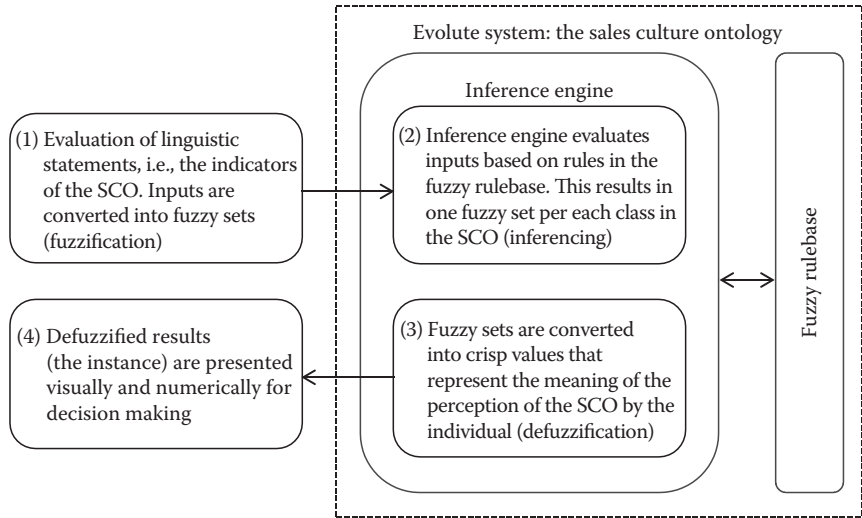 Evolute system: the sales culture ontology
Inference engine
(1) Evaluation of linguistic
statements, i.e., the indicators
of the SCO. Inputs are
converted into fuzzy sets
(fuzzification)
(2) Inference engine evaluates
inputs based on rules in the
fuzzy rulebase. This results in
one fuzzy set per each class in
the SCO (inferencing)
(3) Fuzzy sets are converted
into crisp values that
represent the meaning of the
perception of the SCO by the
individual (defuzzification)
(4) Defuzzified results
(the instance) are presented
visually and numerically for
decision making
Fuzzy rulebase